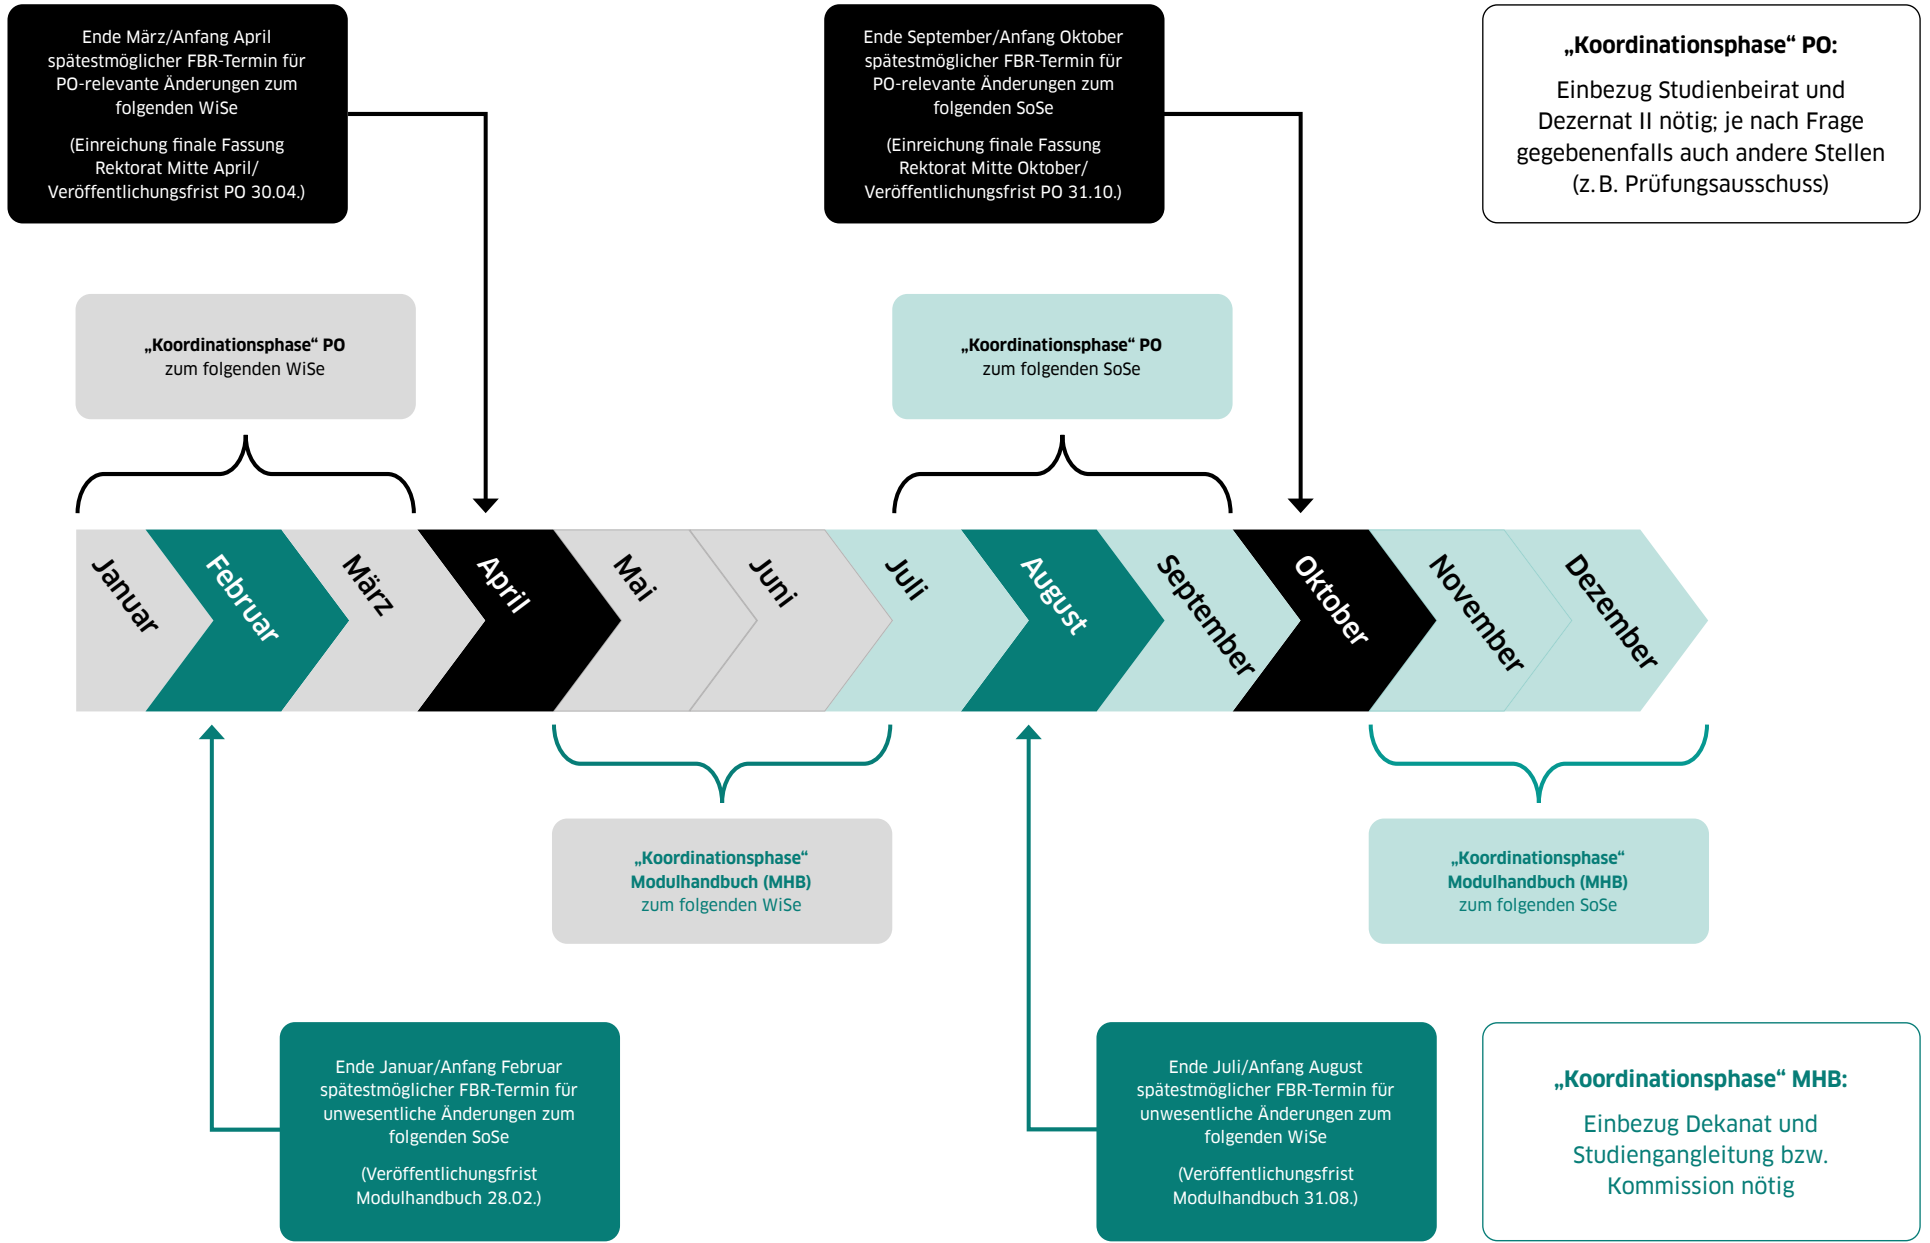 Ende März/Anfang April
spätestmöglicher FBR-Termin für
PO-relevante Änderungen zum
folgenden WiSe
(Einreichung finale Fassung
Rektorat Mitte April/
Veröffentlichungsfrist PO 30.04.)
Ende September/Anfang Oktober
spätestmöglicher FBR-Termin für
PO-relevante Änderungen zum
folgenden SoSe
(Einreichung finale Fassung
Rektorat Mitte Oktober/
Veröffentlichungsfrist PO 31.10.)
„Koordinationsphase“ PO:
Einbezug Studienbeirat und
Dezernat II nötig; je nach Frage
gegebenenfalls auch andere Stellen
(z. B. Prüfungsausschuss)
„Koordinationsphase“ PO
zum folgenden WiSe
„Koordinationsphase“ PO
zum folgenden SoSe
Januar
Februar
März
April
Mai
Juni
Juli
August
September
Oktober
November
Dezember
„Koordinationsphase“
Modulhandbuch (MHB)
zum folgenden WiSe
„Koordinationsphase“
Modulhandbuch (MHB)
zum folgenden SoSe
Ende Januar/Anfang Februar
spätestmöglicher FBR-Termin für
unwesentliche Änderungen zum
folgenden SoSe
(Veröffentlichungsfrist
Modulhandbuch 28.02.)
Ende Juli/Anfang August
spätestmöglicher FBR-Termin für
unwesentliche Änderungen zum
folgenden WiSe
(Veröffentlichungsfrist
Modulhandbuch 31.08.)
„Koordinationsphase“ MHB:
Einbezug Dekanat und
Studiengangleitung bzw.
Kommission nötig